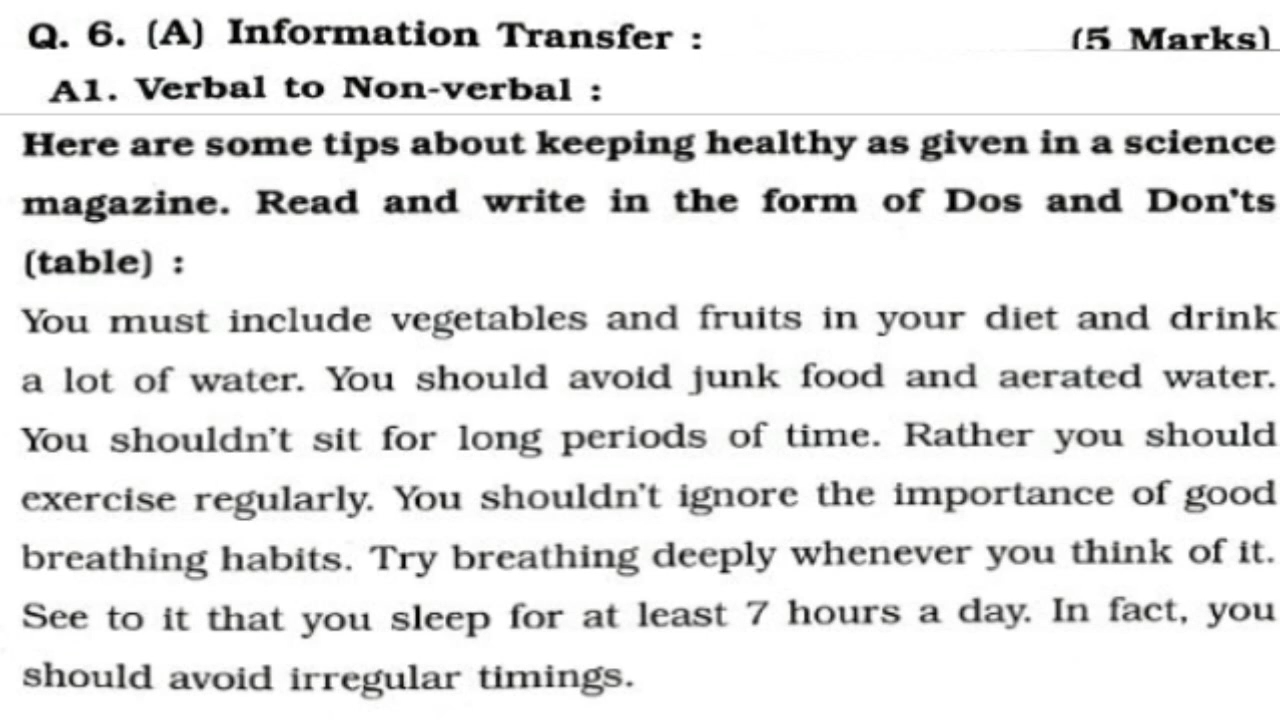 Q. 6. (A) Information Transfer : (5 Marks)
A1. Verbal to Non-verbal :
Here are some tips about keeping healthy as given in a science
magazine. Read and write in the form of Dos and Don'ts
(table) :
You must include vegetables and fruits in your diet and drink
a lot of water. You should avoid junk food and aerated water.
You shouldn't sit for long periods of time. Rather you should
exercise regularly. You shouldn't ignore the importance of good
breathing habits. Try breathing deeply whenever you think of it.
See to it that you sleep for at least 7 hours a day. In fact, you
should avoid irregular timings.